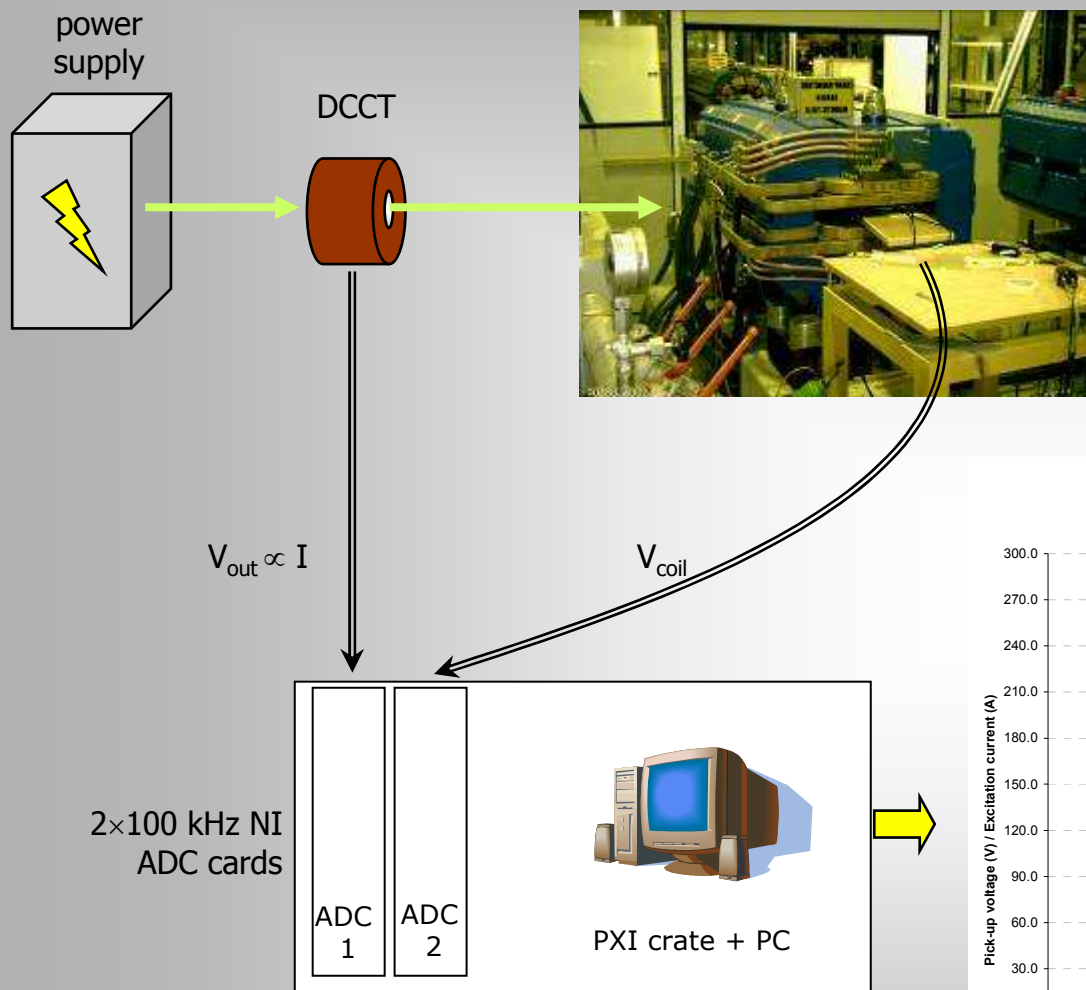 power
supply
DCCT
V_out ∝ I
V_coil
2×100 kHz NI
ADC cards
ADC
1
ADC
2
PXI crate + PC
Pick-up voltage (V) / Excitation current (A)
300.0
270.0
240.0
210.0
180.0
150.0
120.0
90.0
60.0
30.0